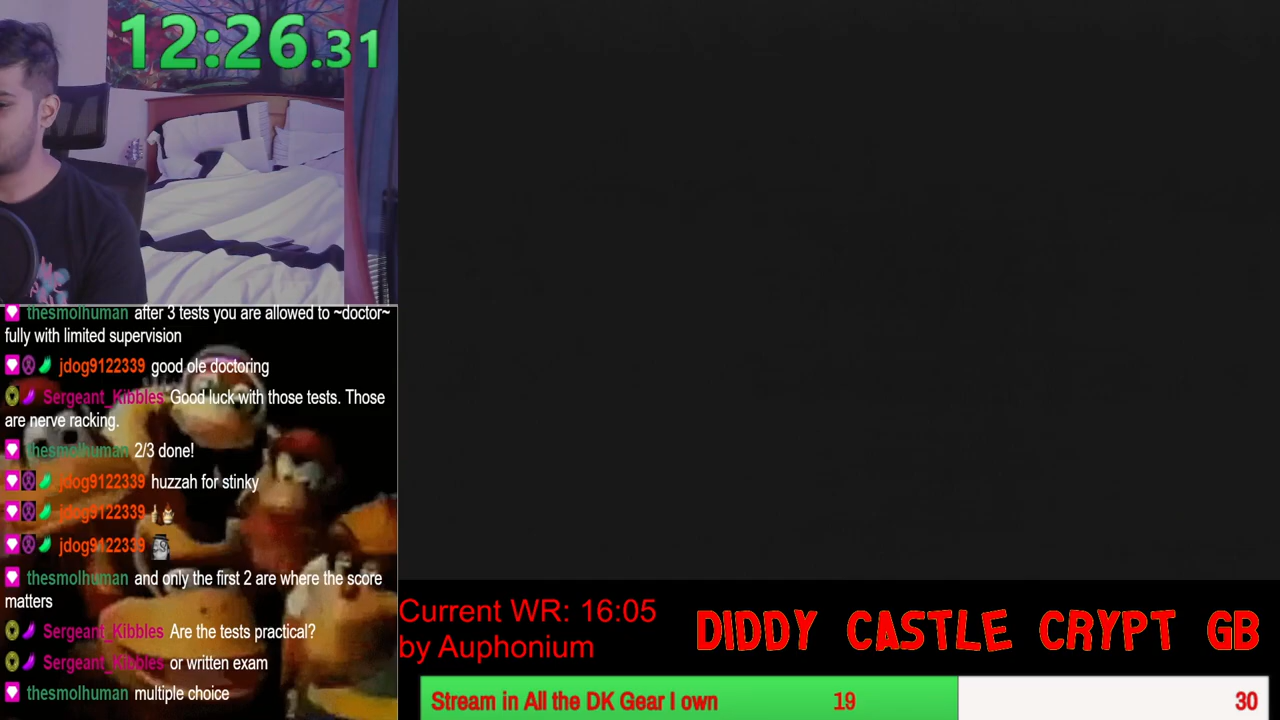 12:26.31
thesmolhuman after 3 tests you are allowed to ~doctor~
fully with limited supervision
jdog9122339 good ole doctoring
Sergeant_Kibbles Good luck with those tests. Those
are nerve racking.
thesmolhuman 2/3 done!
jdog9122339 huzzah for stinky
jdog9122339
jdog9122339
thesmolhuman and only the first 2 are where the score
matters
Sergeant_Kibbles Are the tests practical?
Sergeant_Kibbles or written exam
thesmolhuman multiple choice
Current WR: 16:05
by Auphonium
DIDDY CASTLE CRYPT GB
Stream in All the DK Gear I own 19 30